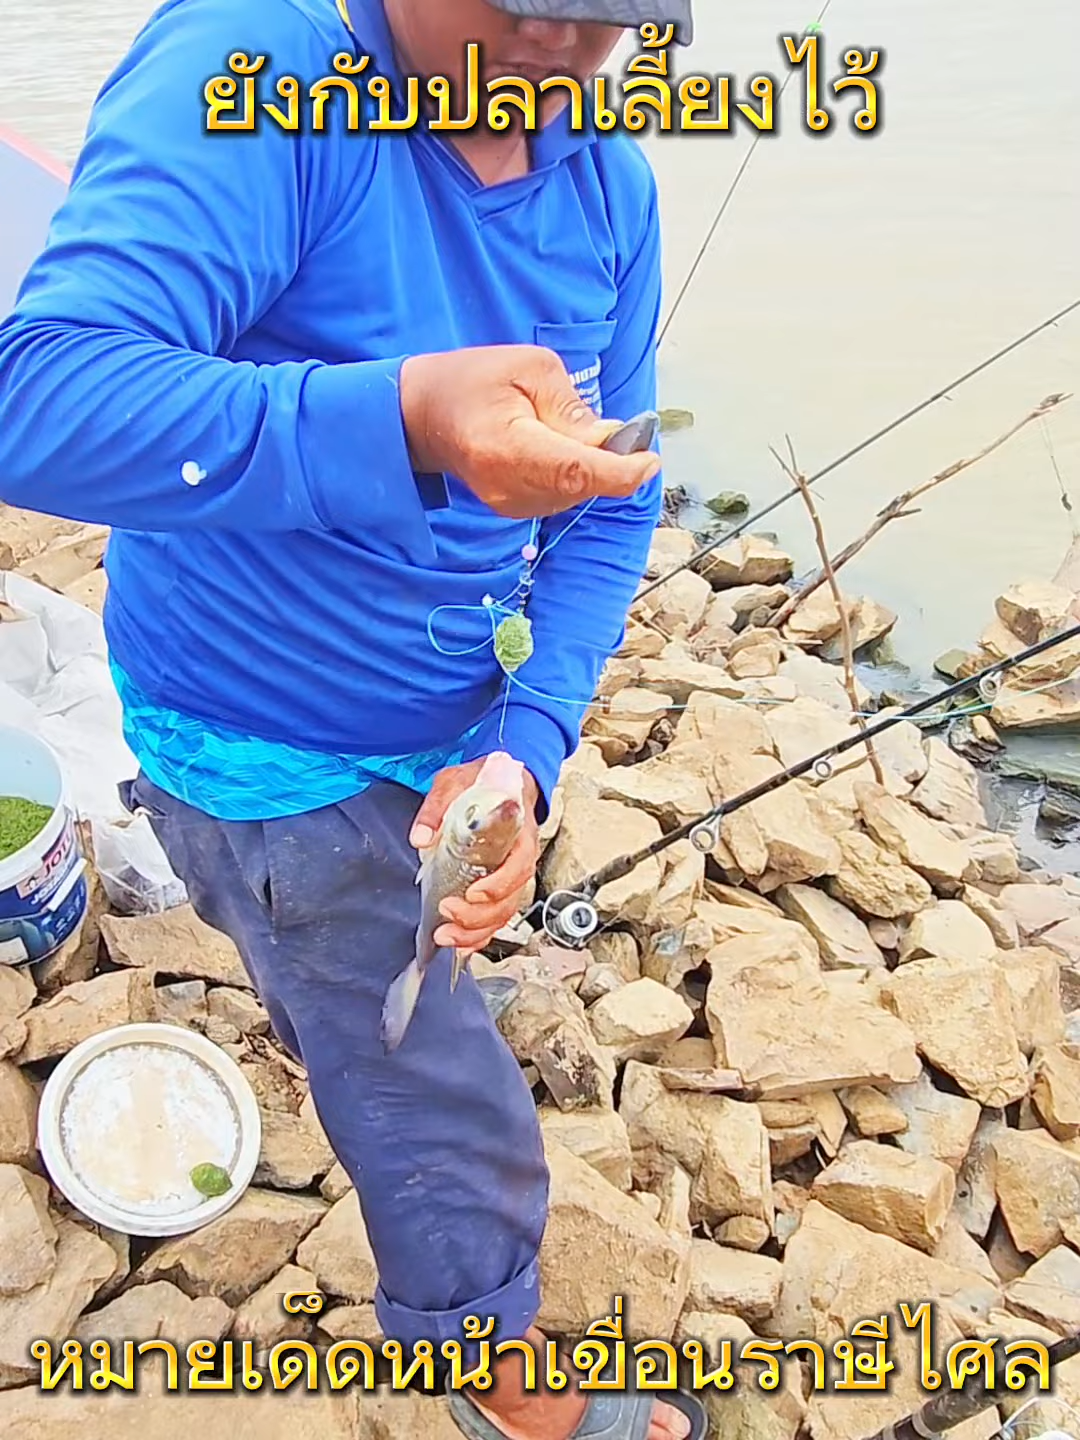 ยังกับปลาเลี้ยงไว้
JOT
หมายเด็ดหน้าเขื่อนราษีไศล